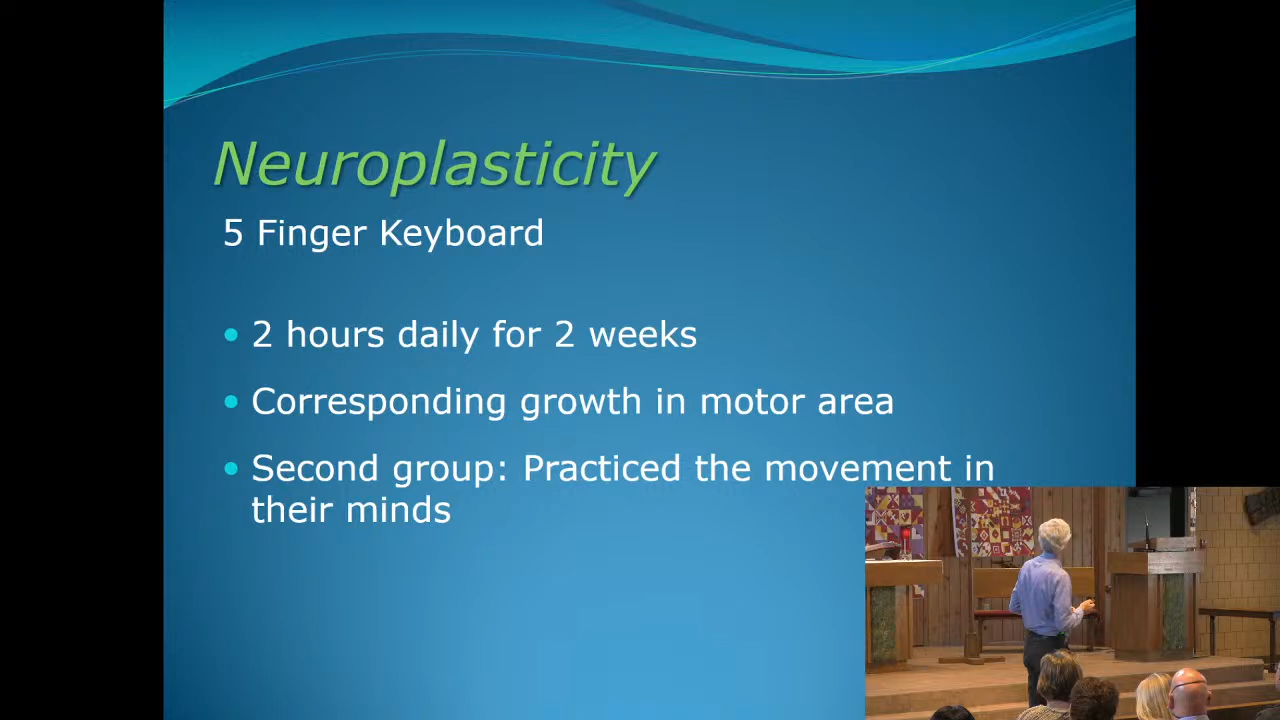 Neuroplasticity
5 Finger Keyboard
• 2 hours daily for 2 weeks
• Corresponding growth in motor area
• Second group: Practiced the movement in
their minds